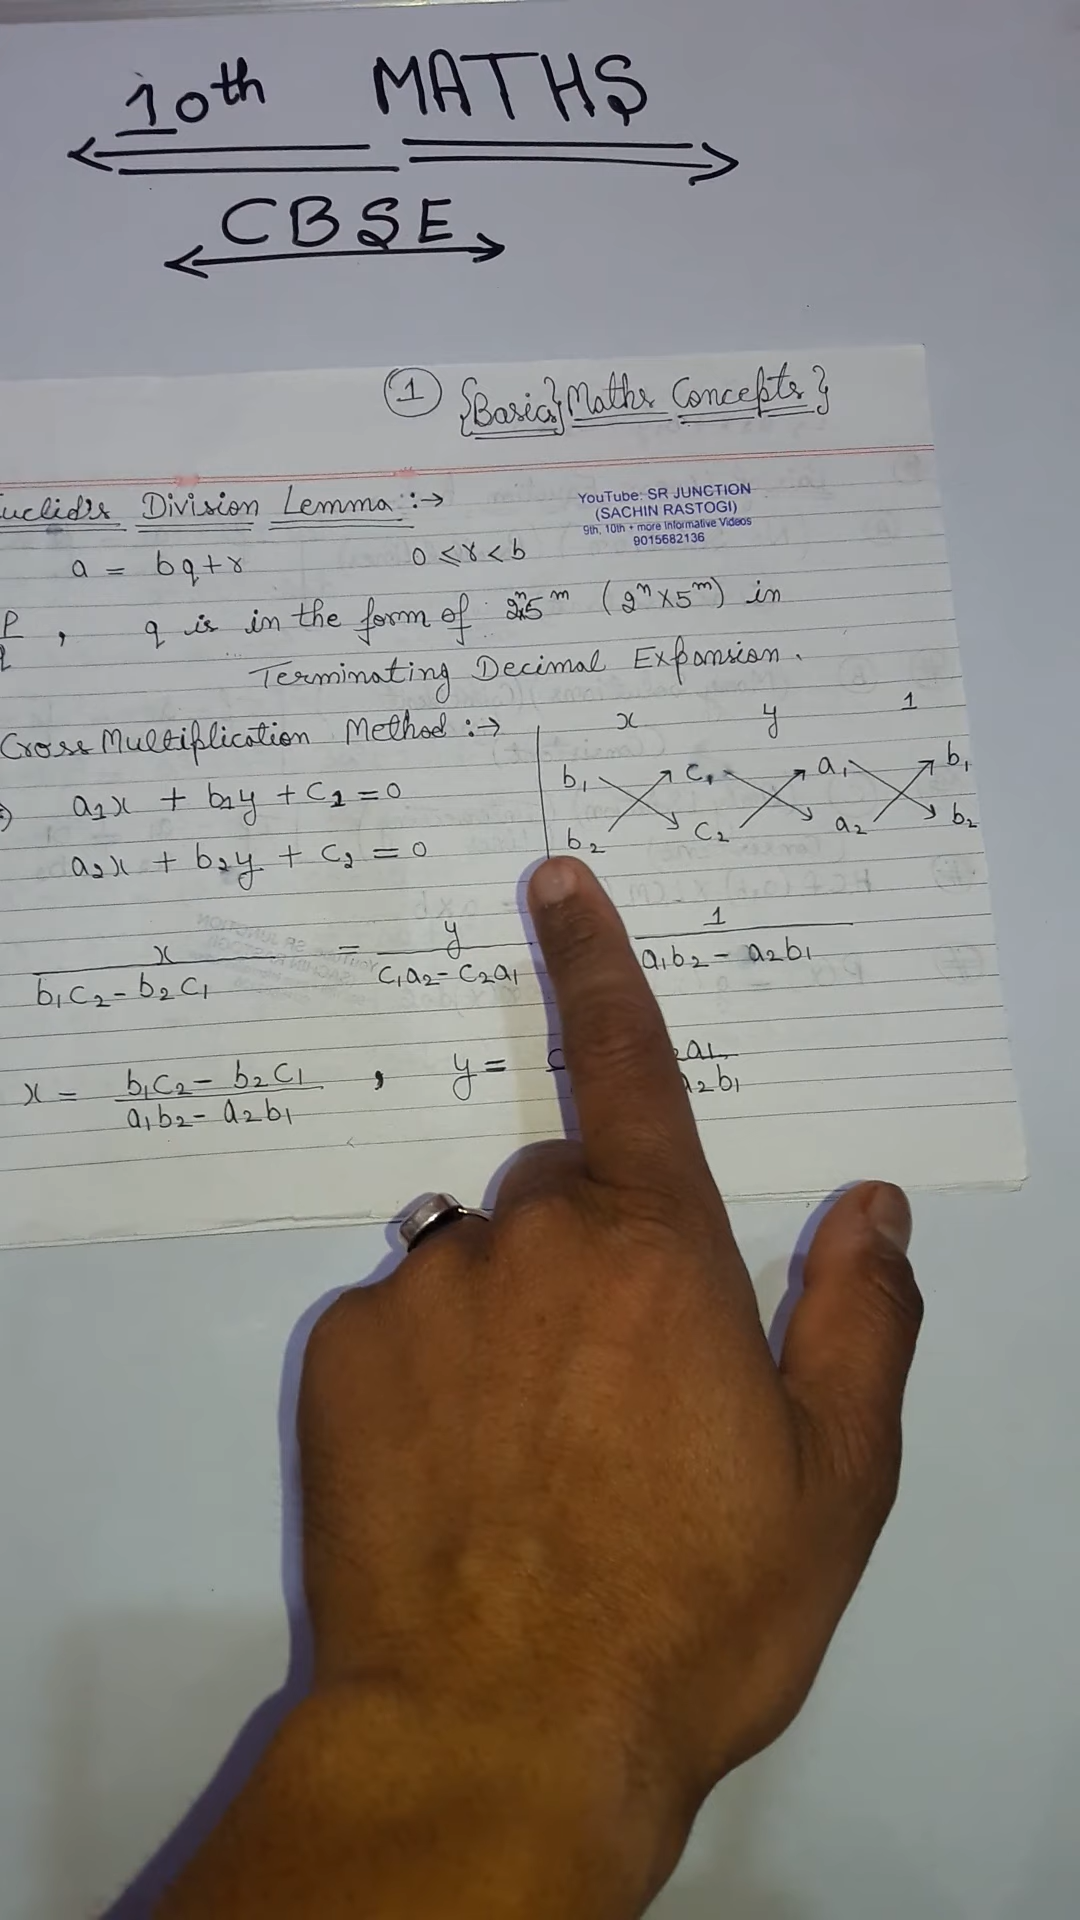 10th MATHS
CBSE
1 {Basics} Maths Concepts}
uclid's Division Lemma :->
YouTube: SR JUNCTION
(SACHIN RASTOGI)
9th, 10th + more Informative Videos
9015682136
a = bq+r 0<r<b
p/q, q is in the form of (2ⁿ×5ᵐ) in
Terminating Decimal Expansion.
Cross Multiplication Method :->
x y 1
b₁ c₁ a₁ b₁
b₂ c₂ a₂ b₂
a₁x + b₁y + c₁ = 0
a₂x + b₂y + c₂ = 0
x/(b₁c₂ - b₂c₁) = y/(c₁a₂ - c₂a₁) 1/(a₁b₂ - a₂b₁)
x = (b₁c₂ - b₂c₁)/(a₁b₂ - a₂b₁) , y =